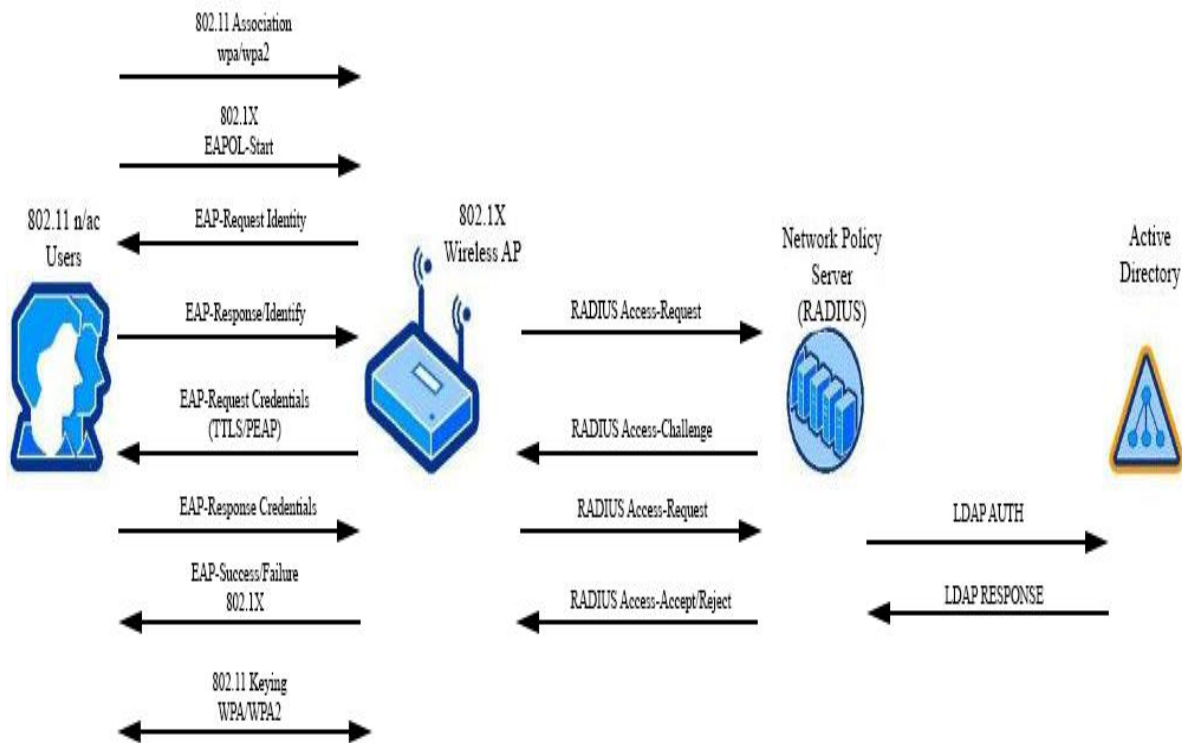 802.11 Association
wpa/wpa2
802.1X
EAPOL-Start
802.11 n/ac
Users
EAP-Request Identity
802.1X
Wireless AP
Network Policy
Server
(RADIUS)
Active
Directory
EAP-Response/Identify
RADIUS Access-Request
EAP-Request Credentials
(TTLS/PEAP)
RADIUS Access-Challenge
EAP-Response Credentials
RADIUS Access-Request
LDAP AUTH
EAP-Success/Failure
802.1X
RADIUS Access-Accept/Reject
LDAP RESPONSE
802.11 Keying
WPA/WPA2